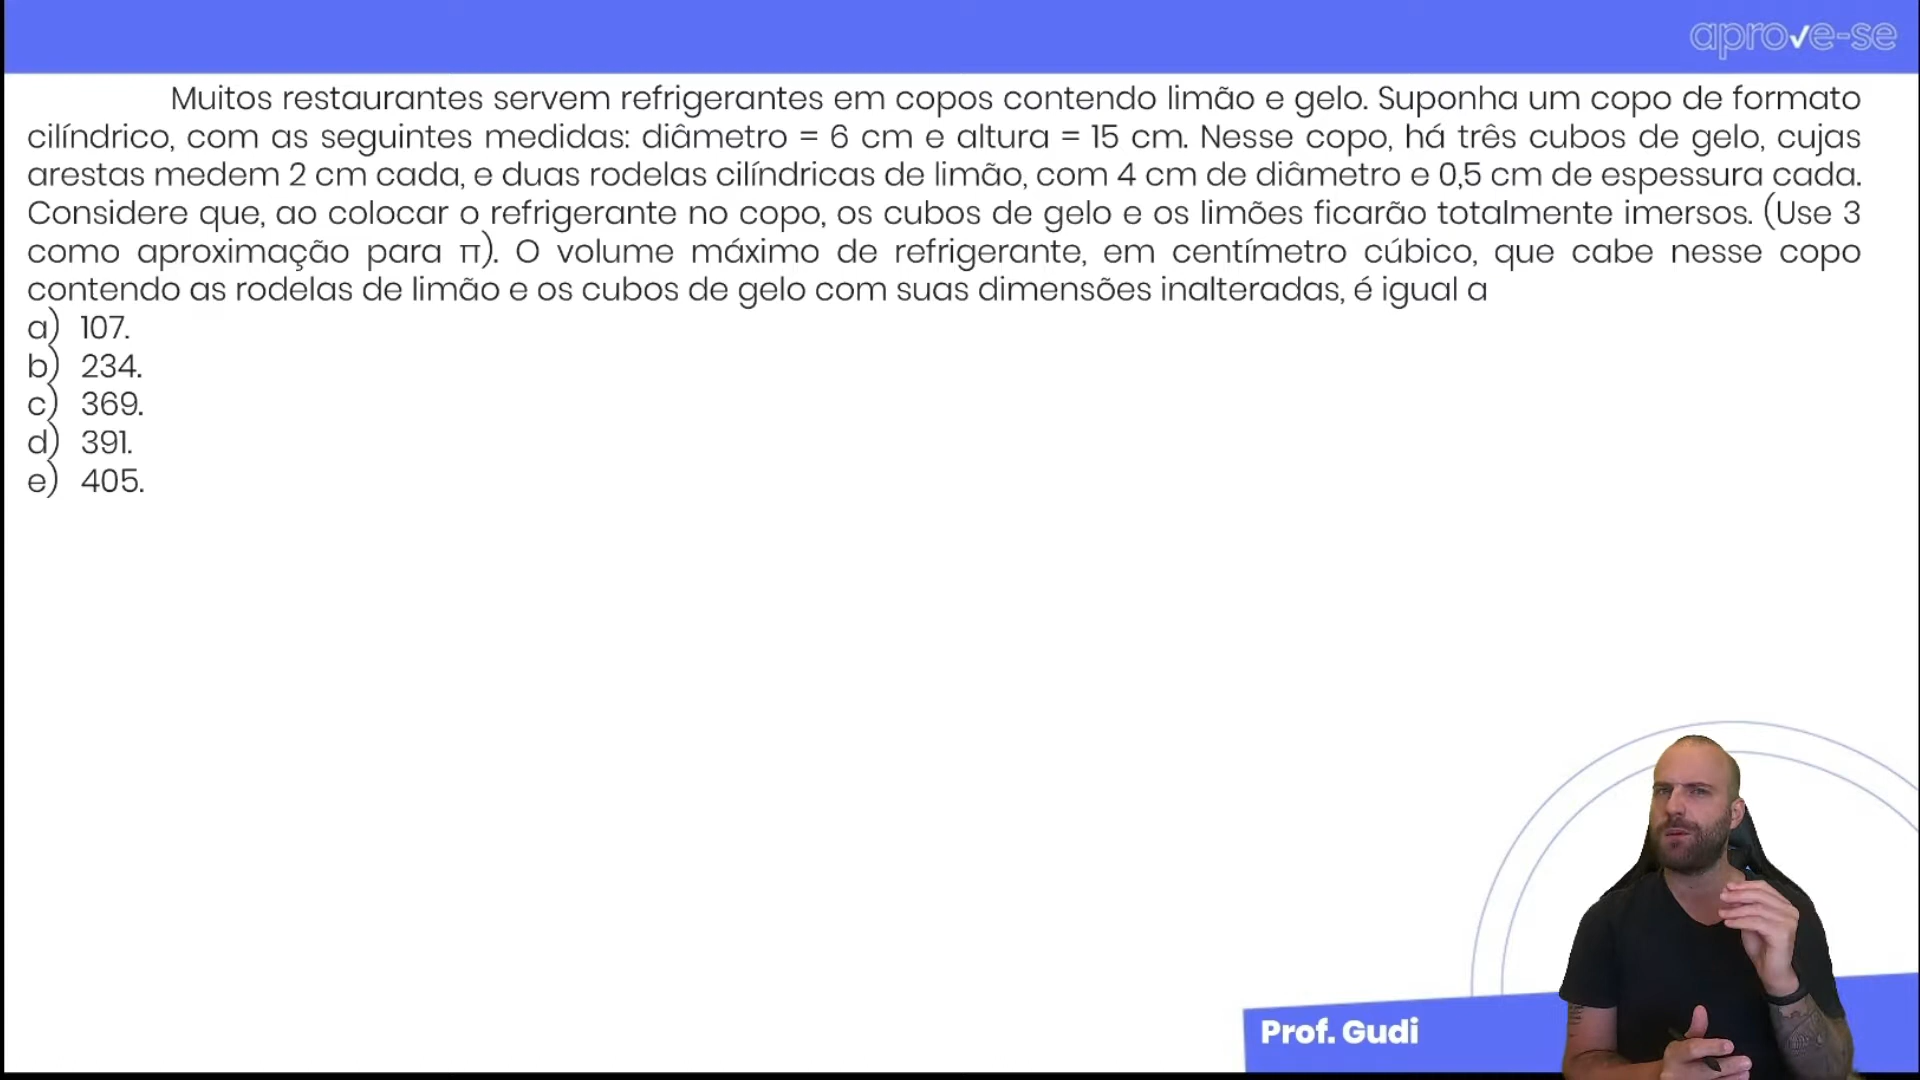 aprove-se
Muitos restaurantes servem refrigerantes em copos contendo limão e gelo. Suponha um copo de formato
cilíndrico, com as seguintes medidas: diâmetro = 6 cm e altura = 15 cm. Nesse copo, há três cubos de gelo, cujas
arestas medem 2 cm cada, e duas rodelas cilíndricas de limão, com 4 cm de diâmetro e 0,5 cm de espessura cada.
Considere que, ao colocar o refrigerante no copo, os cubos de gelo e os limões ficarão totalmente imersos. (Use 3
como aproximação para π). O volume máximo de refrigerante, em centímetro cúbico, que cabe nesse copo
contendo as rodelas de limão e os cubos de gelo com suas dimensões inalteradas, é igual a
a) 107.
b) 234.
c) 369.
d) 391.
e) 405.
Prof. Gudi